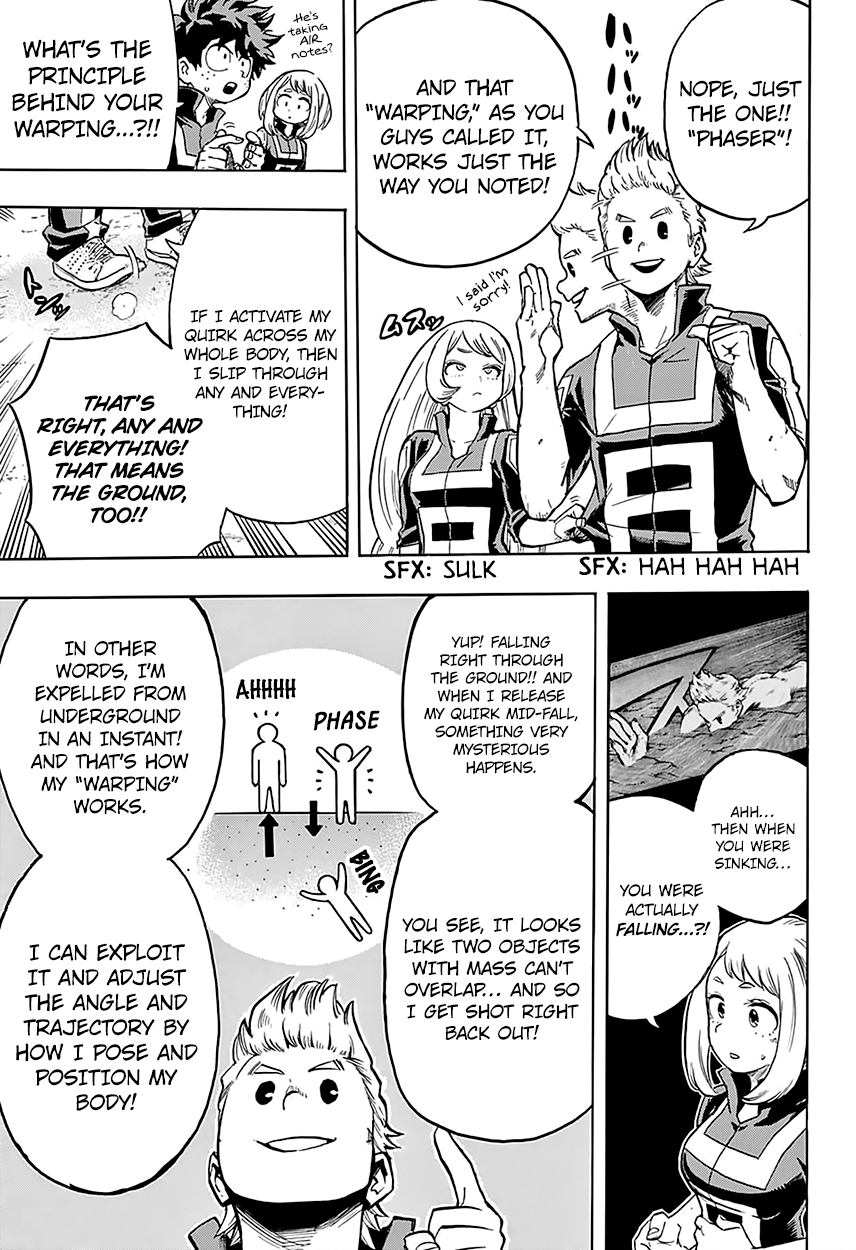 NOPE, JUST
THE ONE!!
"PHASER"!
AND THAT
"WARPING," AS YOU
GUYS CALLED IT,
WORKS JUST THE
WAY YOU NOTED!
I said I'm
sorry!
ムスッ
SFX: SULK
SFX: HAH HAH HAH
He's
taking
AIR
notes?
WHAT'S THE
PRINCIPLE
BEHIND YOUR
WARPING...?!!
IF I ACTIVATE MY
QUIRK ACROSS MY
WHOLE BODY, THEN
I SLIP THROUGH
ANY AND EVERY-
THING!
THAT'S
RIGHT, ANY AND
EVERYTHING!
THAT MEANS
THE GROUND,
TOO!!
AHH...
THEN WHEN
YOU WERE
SINKING...
YOU WERE
ACTUALLY
FALLING...?!
YUP! FALLING
RIGHT THROUGH
THE GROUND!! AND
WHEN I RELEASE
MY QUIRK MID-FALL,
SOMETHING VERY
MYSTERIOUS
HAPPENS.
PHASE
AHHHH
BING
YOU SEE, IT LOOKS
LIKE TWO OBJECTS
WITH MASS CAN'T
OVERLAP... AND SO
I GET SHOT RIGHT
BACK OUT!
IN OTHER
WORDS, I'M
EXPELLED FROM
UNDERGROUND
IN AN INSTANT!
AND THAT'S HOW
MY "WARPING"
WORKS.
I CAN EXPLOIT
IT AND ADJUST
THE ANGLE AND
TRAJECTORY BY
HOW I POSE AND
POSITION MY
BODY!